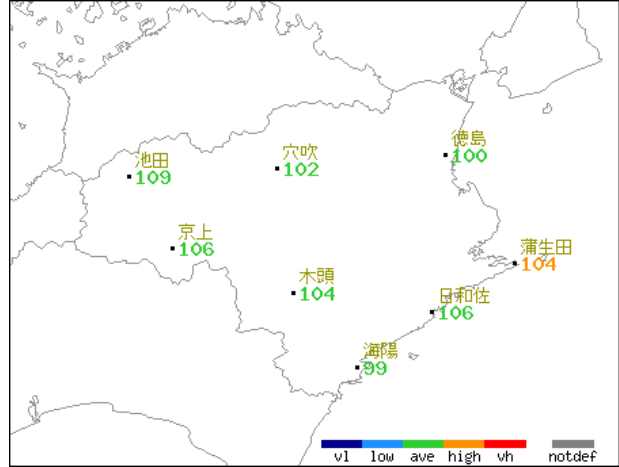 徳島
100
穴吹
102
池田
109
京上
106
蒲生田
104
木頭
104
日和佐
106
海陽
99
vl low ave high vh notdef